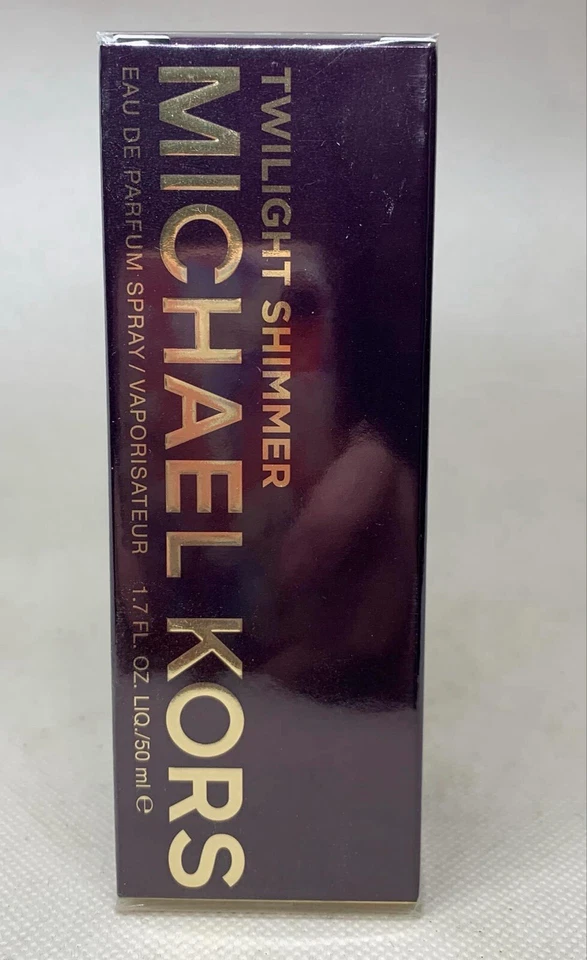 TWILIGHT SHIMMER
MICHAEL KORS
EAU DE PARFUM SPRAY / VAPORISATEUR 1.7 FL. OZ. LIQ./50 ml ℮